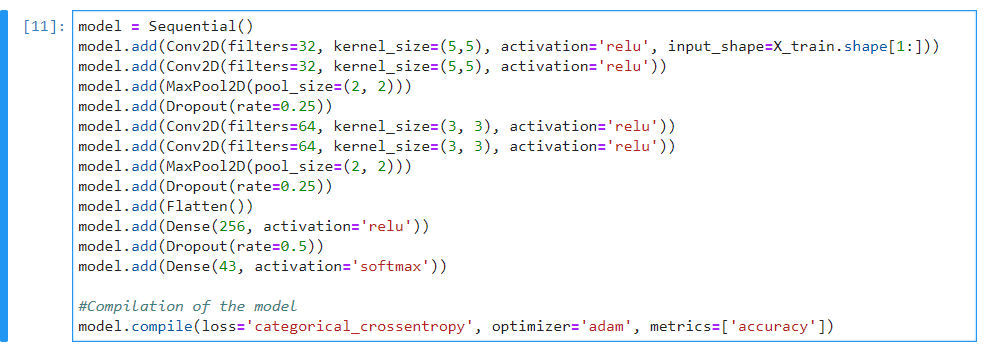 [11]: model = Sequential()
model.add(Conv2D(filters=32, kernel_size=(5,5), activation='relu', input_shape=X_train.shape[1:]))
model.add(Conv2D(filters=32, kernel_size=(5,5), activation='relu'))
model.add(MaxPool2D(pool_size=(2, 2)))
model.add(Dropout(rate=0.25))
model.add(Conv2D(filters=64, kernel_size=(3, 3), activation='relu'))
model.add(Conv2D(filters=64, kernel_size=(3, 3), activation='relu'))
model.add(MaxPool2D(pool_size=(2, 2)))
model.add(Dropout(rate=0.25))
model.add(Flatten())
model.add(Dense(256, activation='relu'))
model.add(Dropout(rate=0.5))
model.add(Dense(43, activation='softmax'))

#Compilation of the model
model.compile(loss='categorical_crossentropy', optimizer='adam', metrics=['accuracy'])